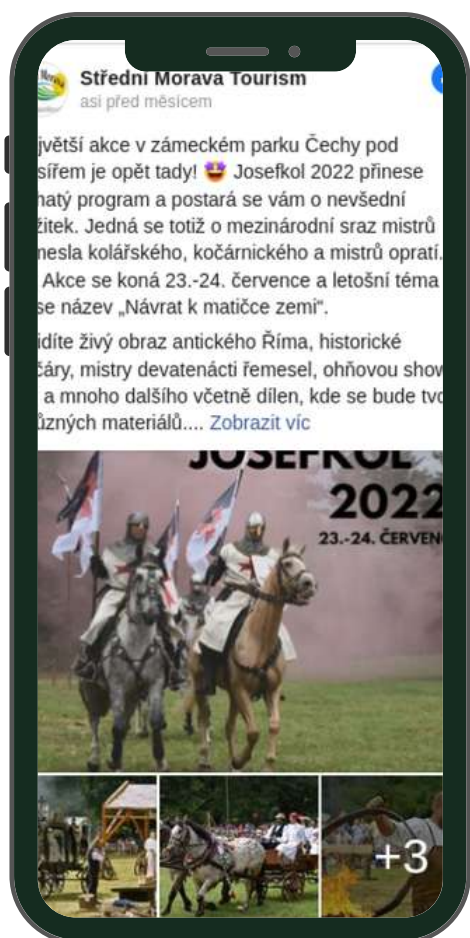 Střední Morava Tourism
asi před měsícem
jvětší akce v zámeckém parku Čechy pod
sířem je opět tady! 🤩 Josefkol 2022 přinese
natý program a postará se vám o nevšední
žitek. Jedná se totiž o mezinárodní sraz mistrů
nesla kolářského, kočárnického a mistrů opratí.
Akce se koná 23.-24. července a letošní téma
se název „Návrat k matičce zemi“.
idíte živý obraz antického Říma, historické
čáry, mistry devatenácti řemesel, ohňovou show
a mnoho dalšího včetně dílen, kde se bude tvo
ůzných materiálů.... Zobrazit víc
JOSEFKOL
2022
23.-24. ČERVEN
+3